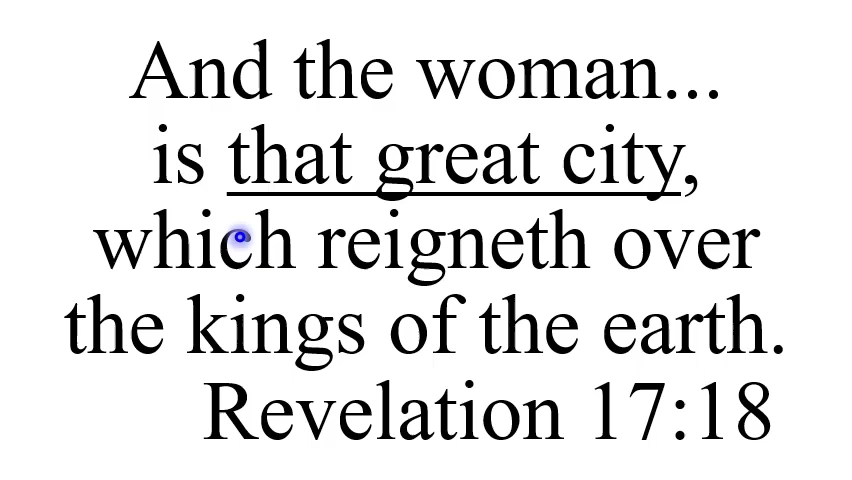 And the woman...
is that great city,
which reigneth over
the kings of the earth.
Revelation 17:18